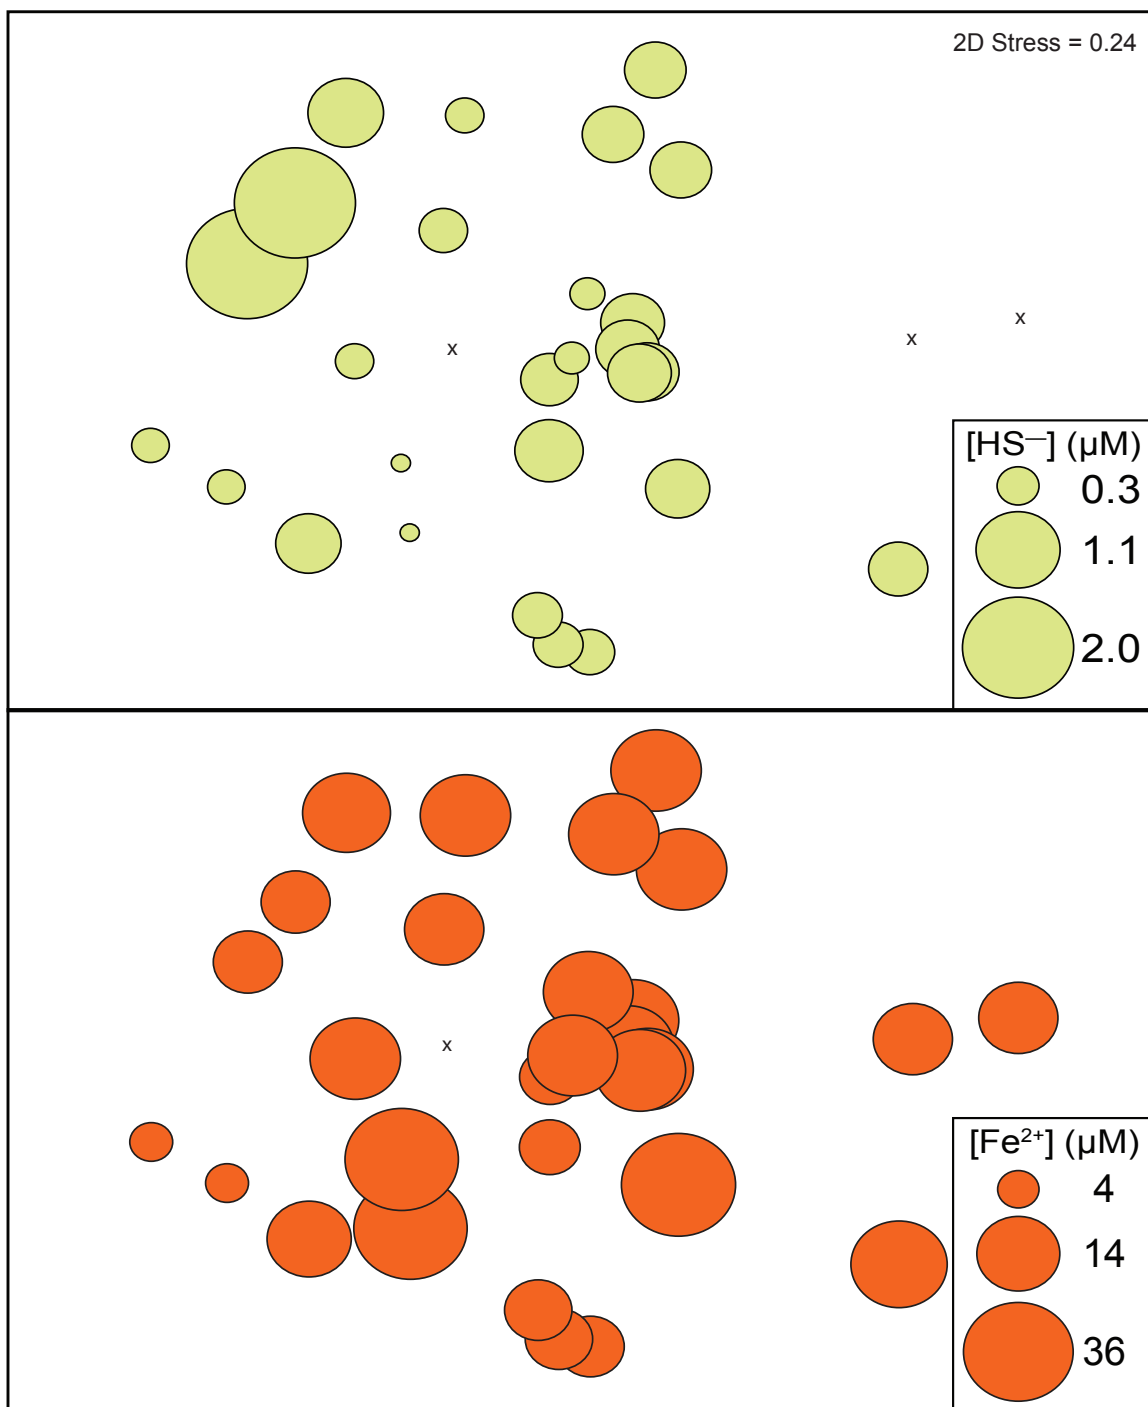 2D Stress = 0.24
x
x
x
[HS—] (µM)
0.3
1.1
2.0
x
[Fe²⁺] (µM)
4
14
36